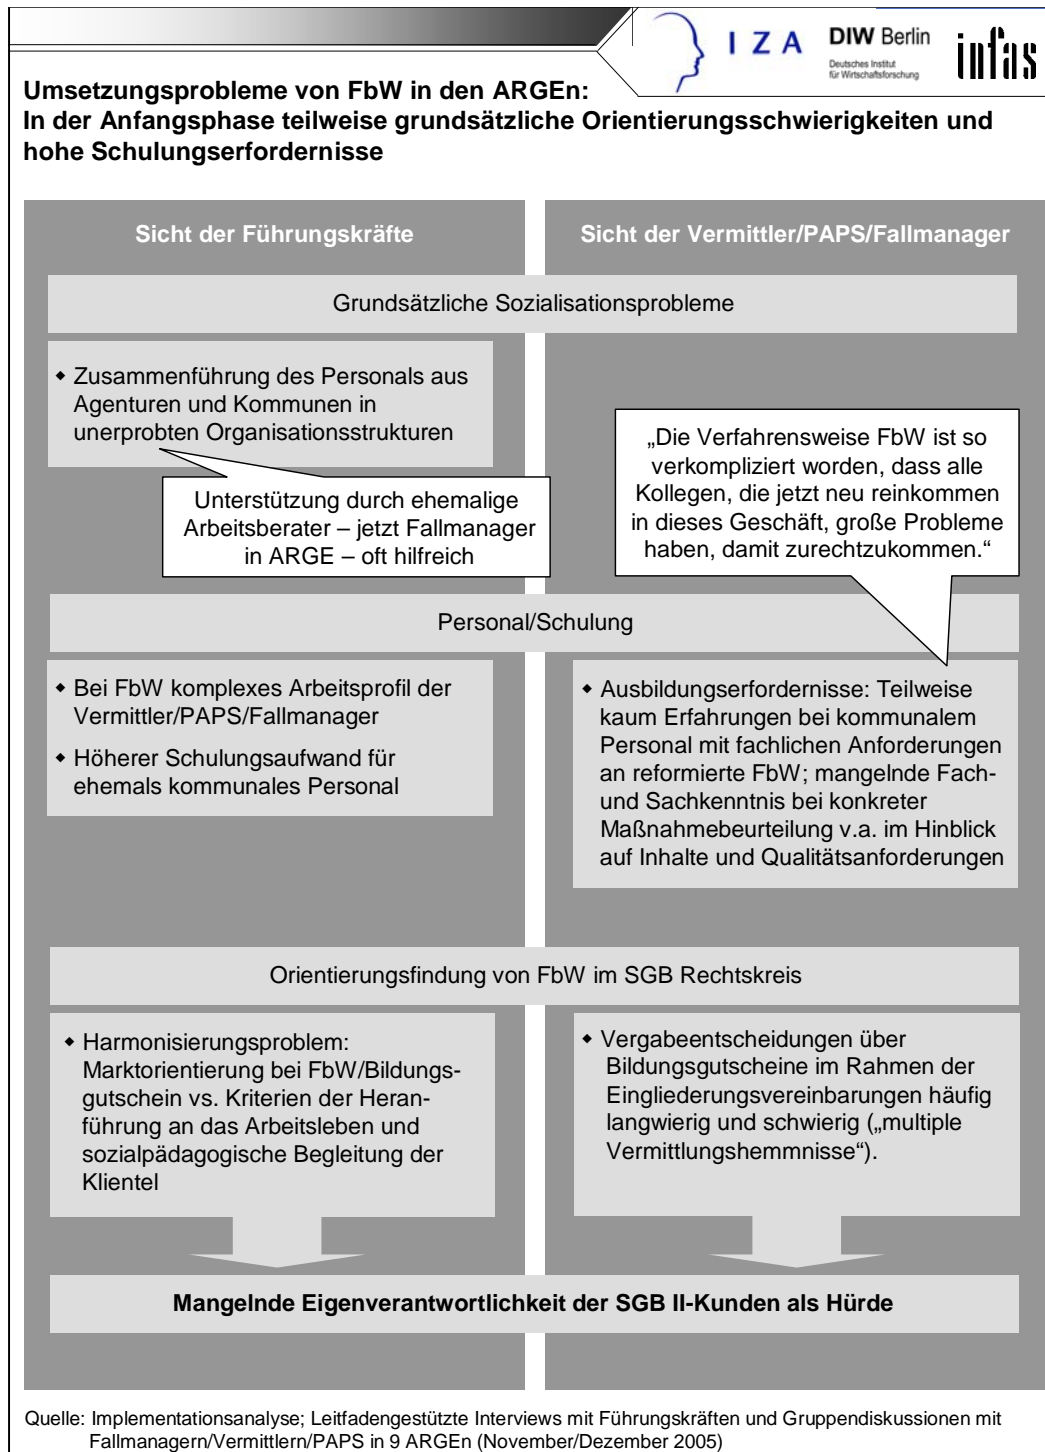 IZA
DIW Berlin
Deutsches Institut
für Wirtschaftsforschung
infas
Umsetzungsprobleme von FbW in den ARGEn:
In der Anfangsphase teilweise grundsätzliche Orientierungsschwierigkeiten und
hohe Schulungserfordernisse
Sicht der Führungskräfte
Sicht der Vermittler/PAPS/Fallmanager
Grundsätzliche Sozialisationsprobleme
Zusammenführung des Personals aus
Agenturen und Kommunen in
unerprobten Organisationsstrukturen
Unterstützung durch ehemalige
Arbeitsberater – jetzt Fallmanager
in ARGE – oft hilfreich
„Die Verfahrensweise FbW ist so
verkompliziert worden, dass alle
Kollegen, die jetzt neu reinkommen
in dieses Geschäft, große Probleme
haben, damit zurechtzukommen.“
Personal/Schulung
Bei FbW komplexes Arbeitsprofil der
Vermittler/PAPS/Fallmanager
Höherer Schulungsaufwand für
ehemals kommunales Personal
Ausbildungserfordernisse: Teilweise
kaum Erfahrungen bei kommunalem
Personal mit fachlichen Anforderungen
an reformierte FbW; mangelnde Fach-
und Sachkenntnis bei konkreter
Maßnahmebeurteilung v.a. im Hinblick
auf Inhalte und Qualitätsanforderungen
Orientierungsfindung von FbW im SGB Rechtskreis
Harmonisierungsproblem:
Marktorientierung bei FbW/Bildungs-
gutschein vs. Kriterien der Heran-
führung an das Arbeitsleben und
sozialpädagogische Begleitung der
Klientel
Vergabeentscheidungen über
Bildungsgutscheine im Rahmen der
Eingliederungsvereinbarungen häufig
langwierig und schwierig („multiple
Vermittlungshemmnisse“).
Mangelnde Eigenverantwortlichkeit der SGB II-Kunden als Hürde
Quelle: Implementationsanalyse; Leitfadengestützte Interviews mit Führungskräften und Gruppendiskussionen mit
Fallmanagern/Vermittlern/PAPS in 9 ARGEn (November/Dezember 2005)